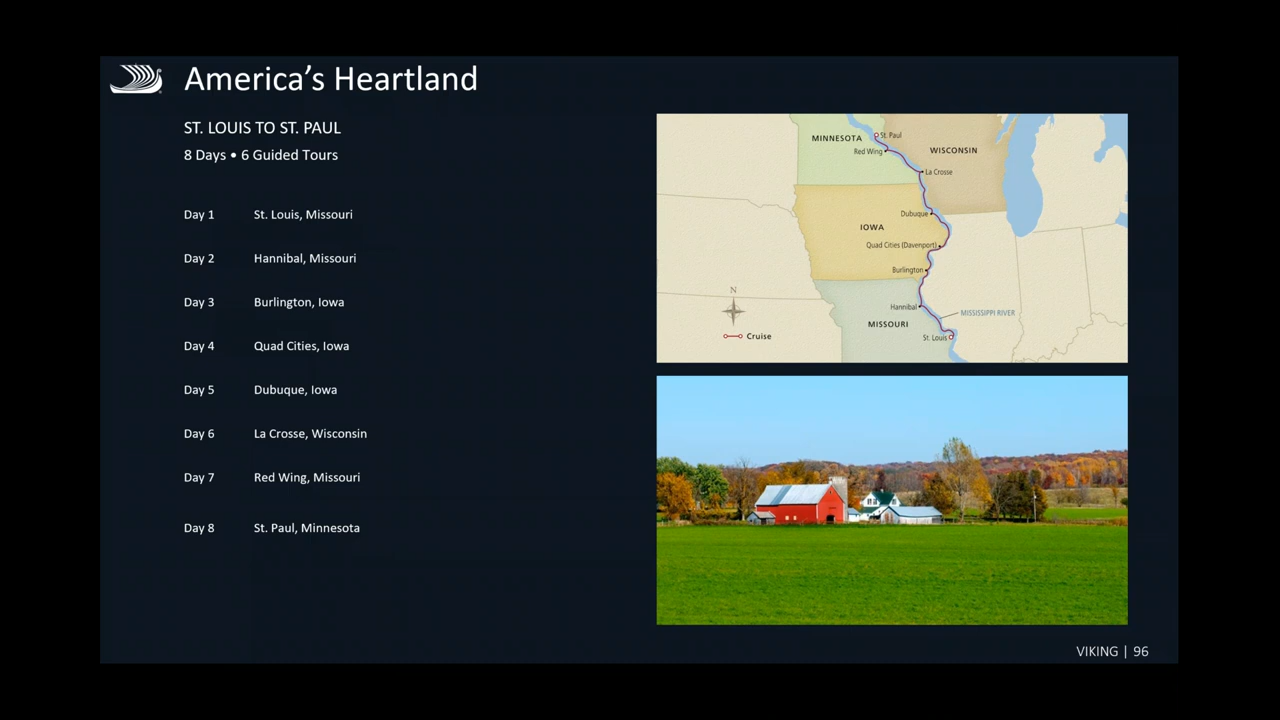 America's Heartland
ST. LOUIS TO ST. PAUL
8 Days • 6 Guided Tours
Day 1 St. Louis, Missouri
Day 2 Hannibal, Missouri
Day 3 Burlington, Iowa
Day 4 Quad Cities, Iowa
Day 5 Dubuque, Iowa
Day 6 La Crosse, Wisconsin
Day 7 Red Wing, Missouri
Day 8 St. Paul, Minnesota
MINNESOTA
St. Paul
Red Wing
WISCONSIN
La Crosse
Dubuque
IOWA
Quad Cities (Davenport)
Burlington
N
Hannibal
MISSISSIPPI RIVER
MISSOURI
Cruise
St. Louis
VIKING | 96